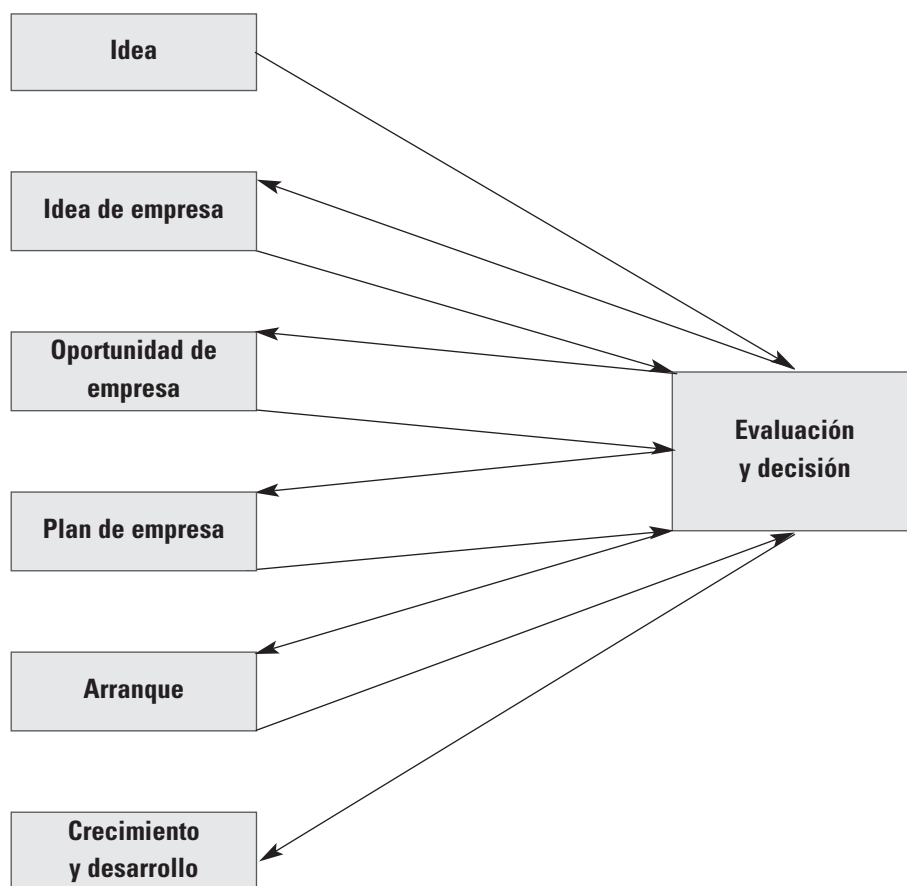 Idea
Idea de empresa
Oportunidad de
empresa
Evaluación
y decisión
Plan de empresa
Arranque
Crecimiento
y desarrollo